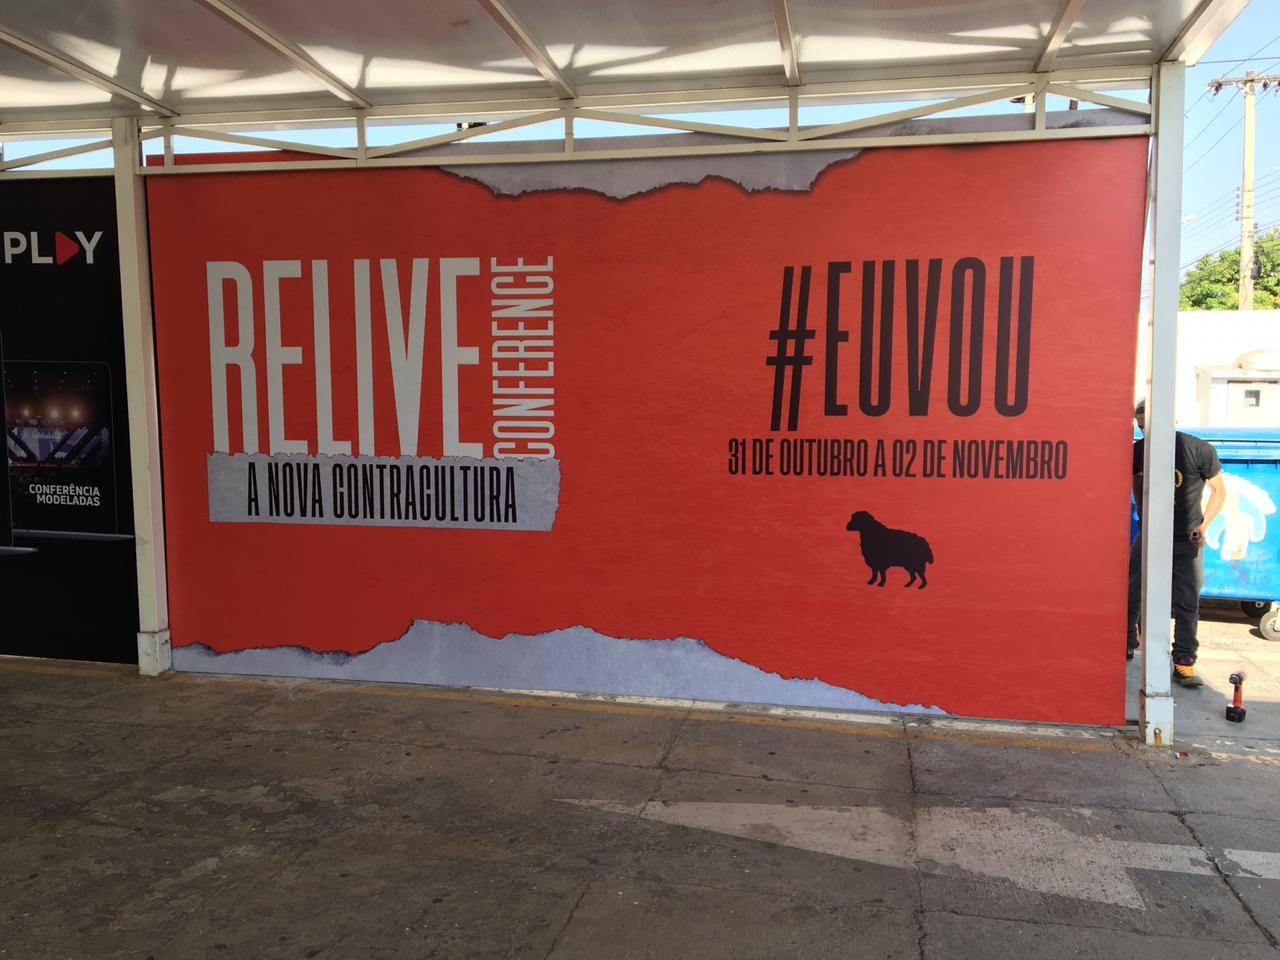 PLAY
CONFERÊNCIA
MODELADAS
RELIVE
CONFERENCE
A NOVA CONTRACULTURA
#EUVOU
31 DE OUTUBRO A 02 DE NOVEMBRO